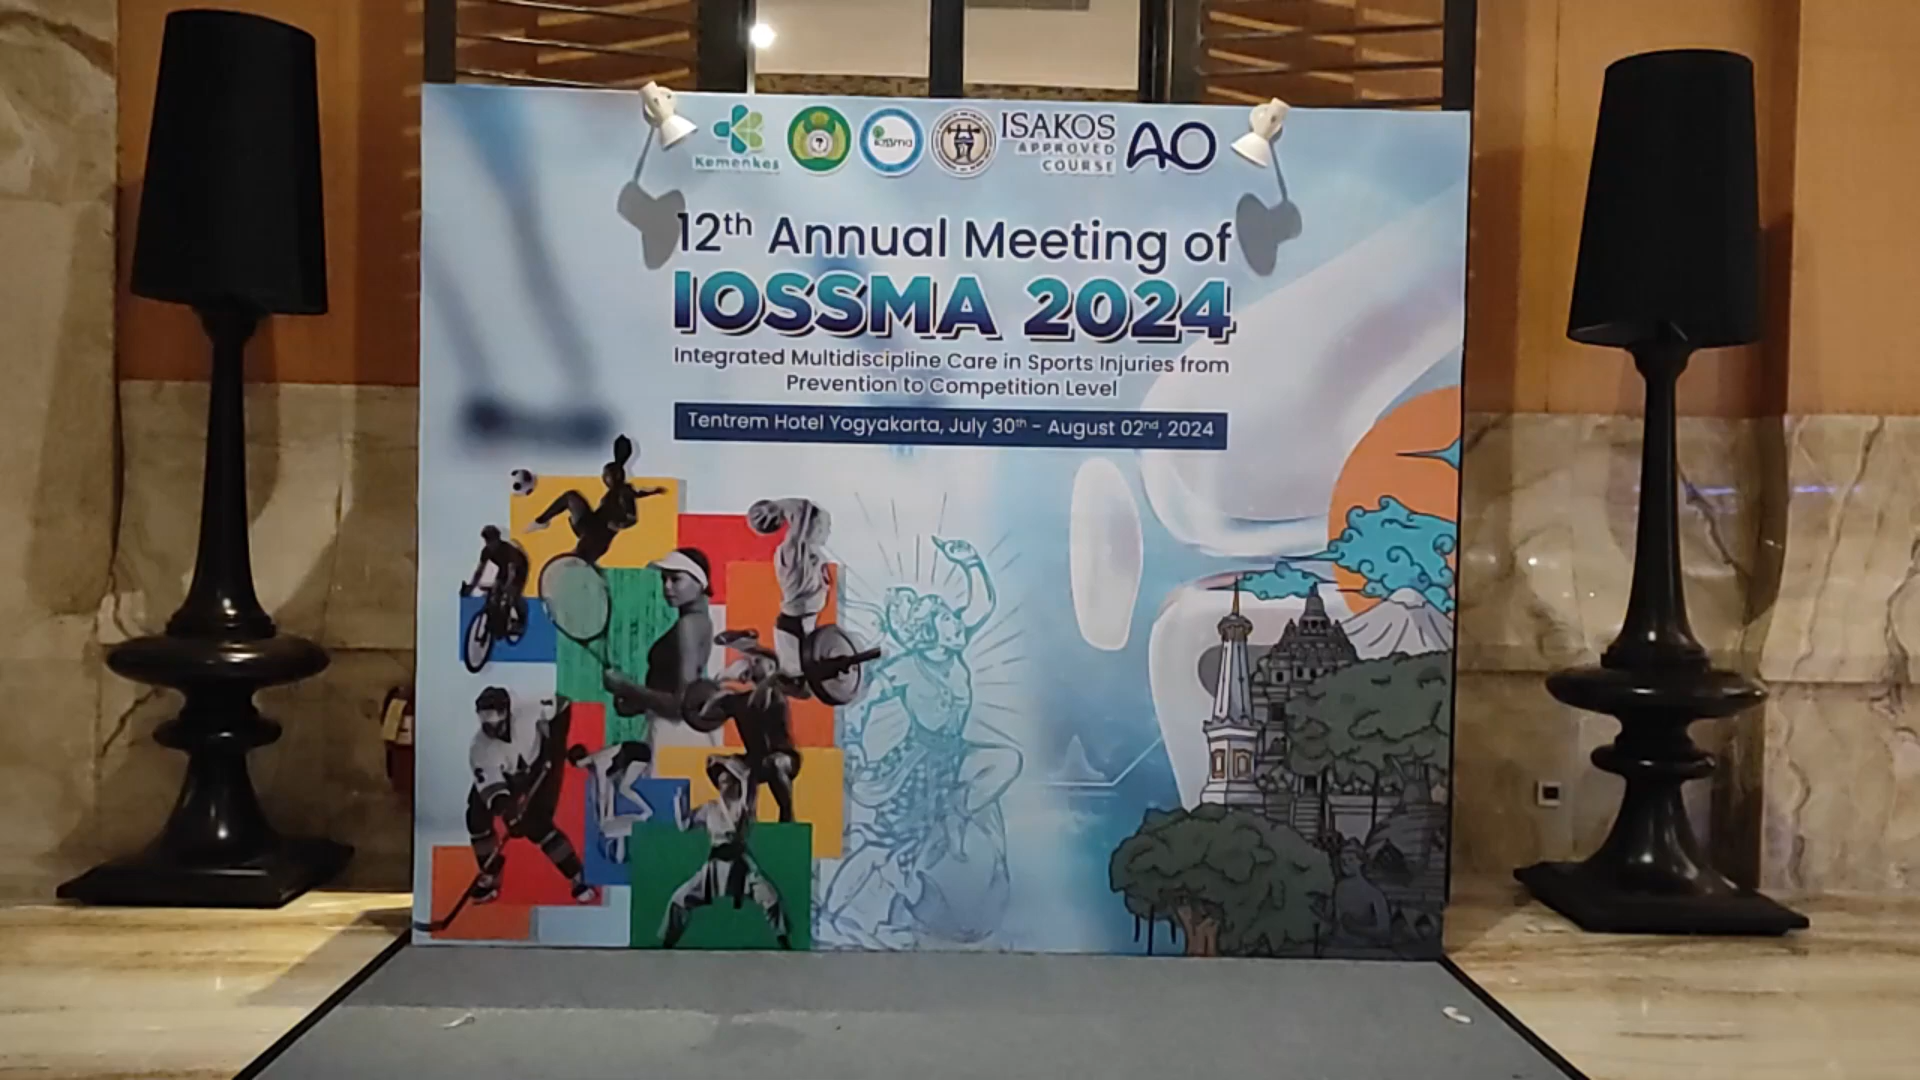 Kemenkes
iossma
ISAKOS
APPROVED
COURSE
AO
12th Annual Meeting of
IOSSMA 2024
Integrated Multidiscipline Care in Sports Injuries from
Prevention to Competition Level
Tentrem Hotel Yogyakarta, July 30th - August 02nd, 2024